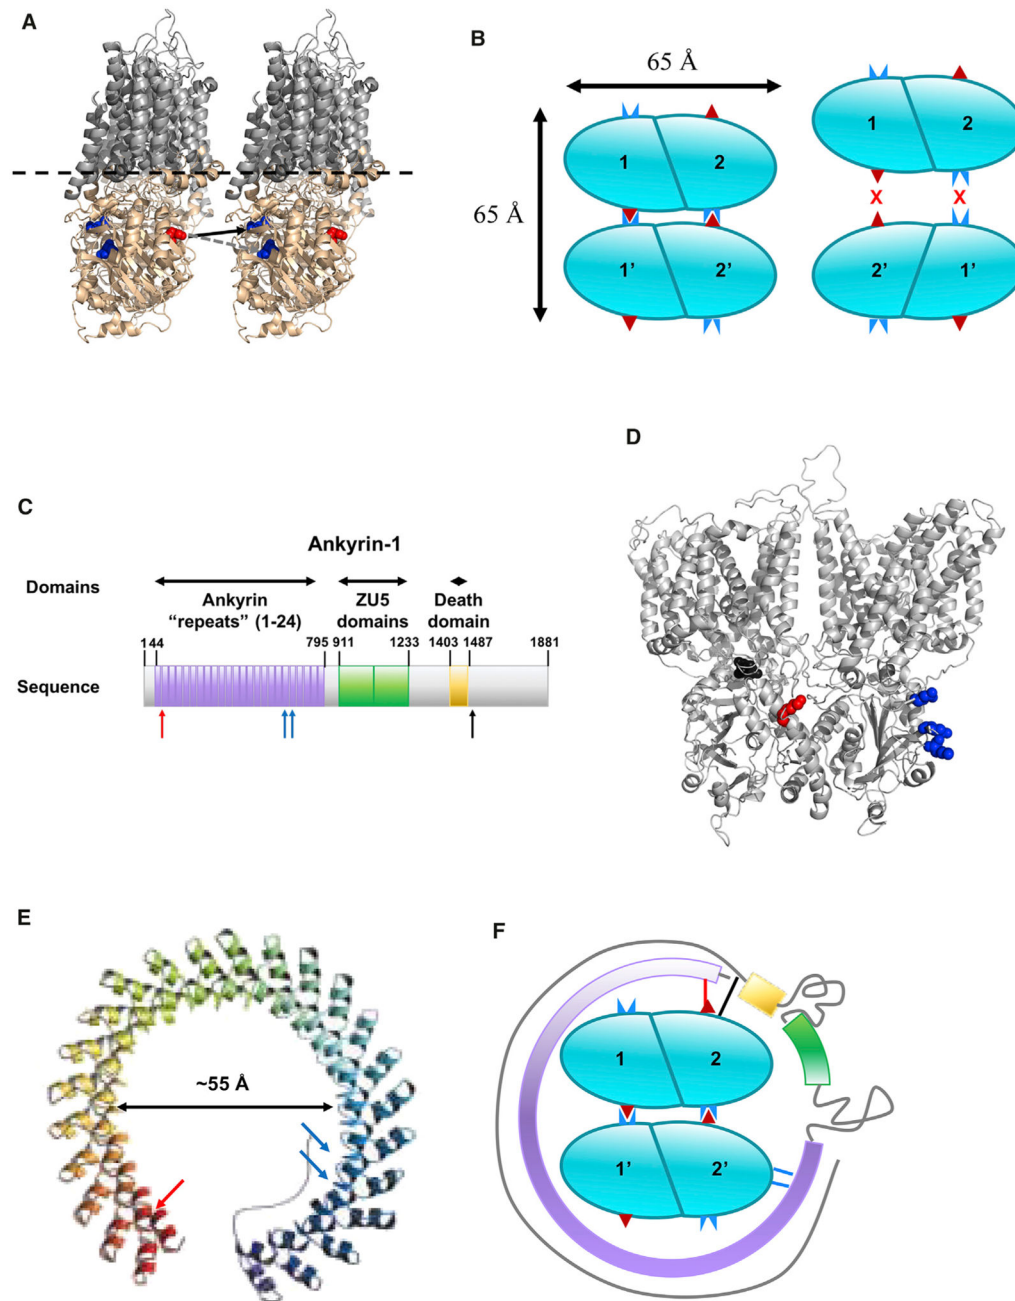 A
B
65 Å
65 Å
1 2
1' 2'
1 2
X X
2' 1'
C
Ankyrin-1
Domains
Ankyrin ZU5 Death
“repeats” (1-24) domains domain
1 44 795 911 1233 1403 1487 1881
Sequence
D
E
~55 Å
F
1 2
1' 2'